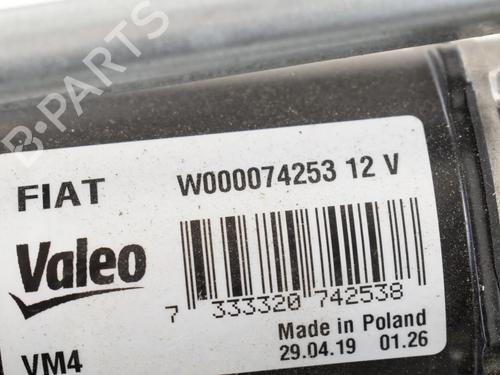 B-PARTS
FIAT
W000074253 12 V
Valeo
7 333320 742538
Made in Poland
29.04.19 01.26
VM4